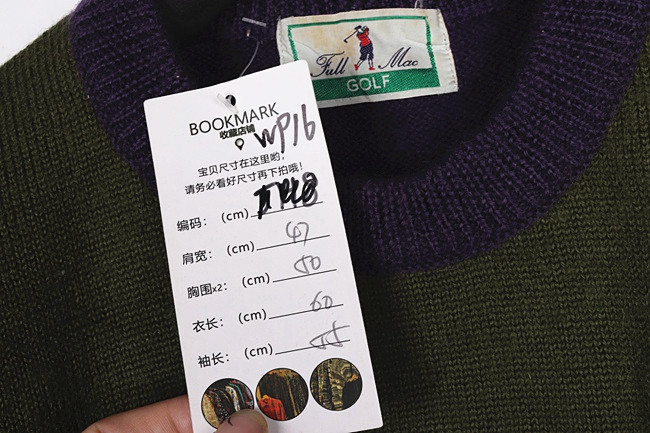 Full Mac
GOLF
BOOKMARK
收藏店铺
WP16
宝贝尺寸在这里哟,
请务必看好尺寸再下拍哦!
编码: (cm)
肩宽: (cm) 47
胸围x2: (cm) 50
衣长: (cm) 60
袖长: (cm) 55